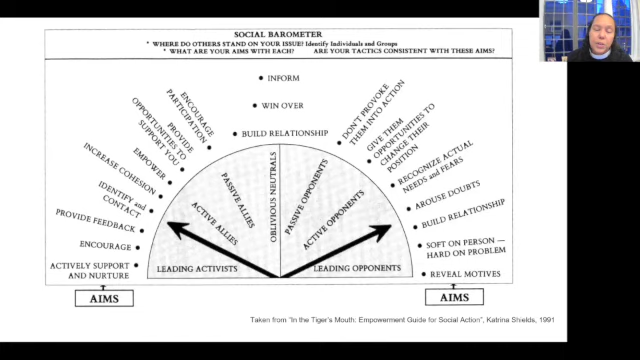 SOCIAL BAROMETER
* WHERE DO OTHERS STAND ON YOUR ISSUE? Identify Individuals and Groups
* WHAT ARE YOUR AIMS WITH EACH? ARE YOUR TACTICS CONSISTENT WITH THESE AIMS?
• INFORM
• WIN OVER
• BUILD RELATIONSHIP
ENCOURAGE
PARTICIPATION •
PROVIDE
OPPORTUNITIES TO
SUPPORT YOU •
EMPOWER •
INCREASE COHESION •
IDENTIFY and
CONTACT •
PROVIDE FEEDBACK •
ENCOURAGE •
ACTIVELY SUPPORT •
AND NURTURE
AIMS
LEADING ACTIVISTS
ACTIVE ALLIES
PASSIVE ALLIES
OBLIVIOUS NEUTRALS
PASSIVE OPPONENTS
ACTIVE OPPONENTS
LEADING OPPONENTS
• DON'T PROVOKE
THEM INTO ACTION
• GIVE THEM
OPPORTUNITIES TO
CHANGE THEIR
POSITION
• RECOGNIZE ACTUAL
NEEDS and FEARS
• AROUSE DOUBTS
• BUILD RELATIONSHIP
• SOFT ON PERSON —
HARD ON PROBLEM
• REVEAL MOTIVES
AIMS
Taken from "In the Tiger's Mouth: Empowerment Guide for Social Action", Katrina Shields, 1991